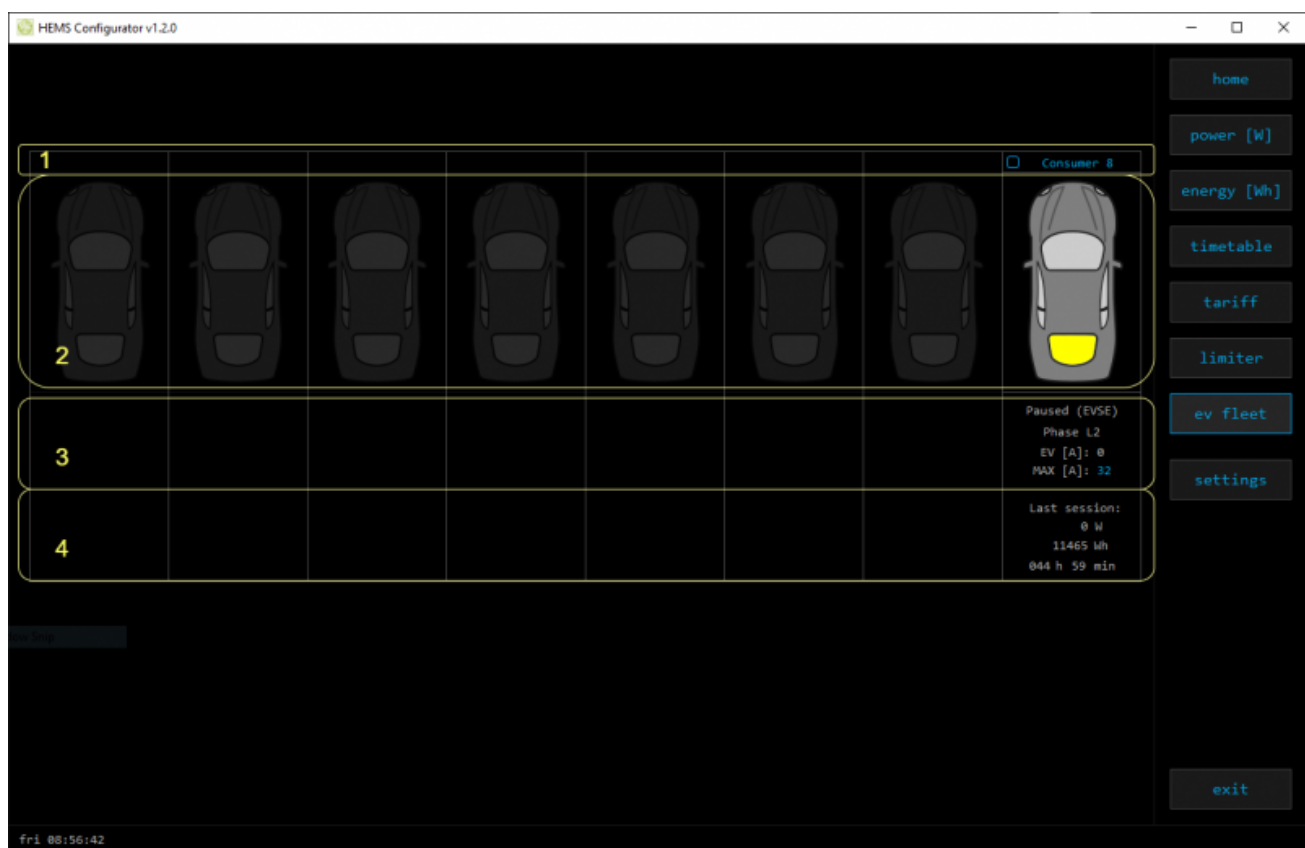 HEMS Configurator v1.2.0
home
power [W]
energy [Wh]
timetable
tariff
limiter
ev fleet
settings
exit
1
Consumer 8
2
3
Paused (EVSE)
Phase L2
EV [A]: 0
MAX [A]: 32
4
Last session:
0 W
11465 Wh
044 h 59 min
fri 08:56:42